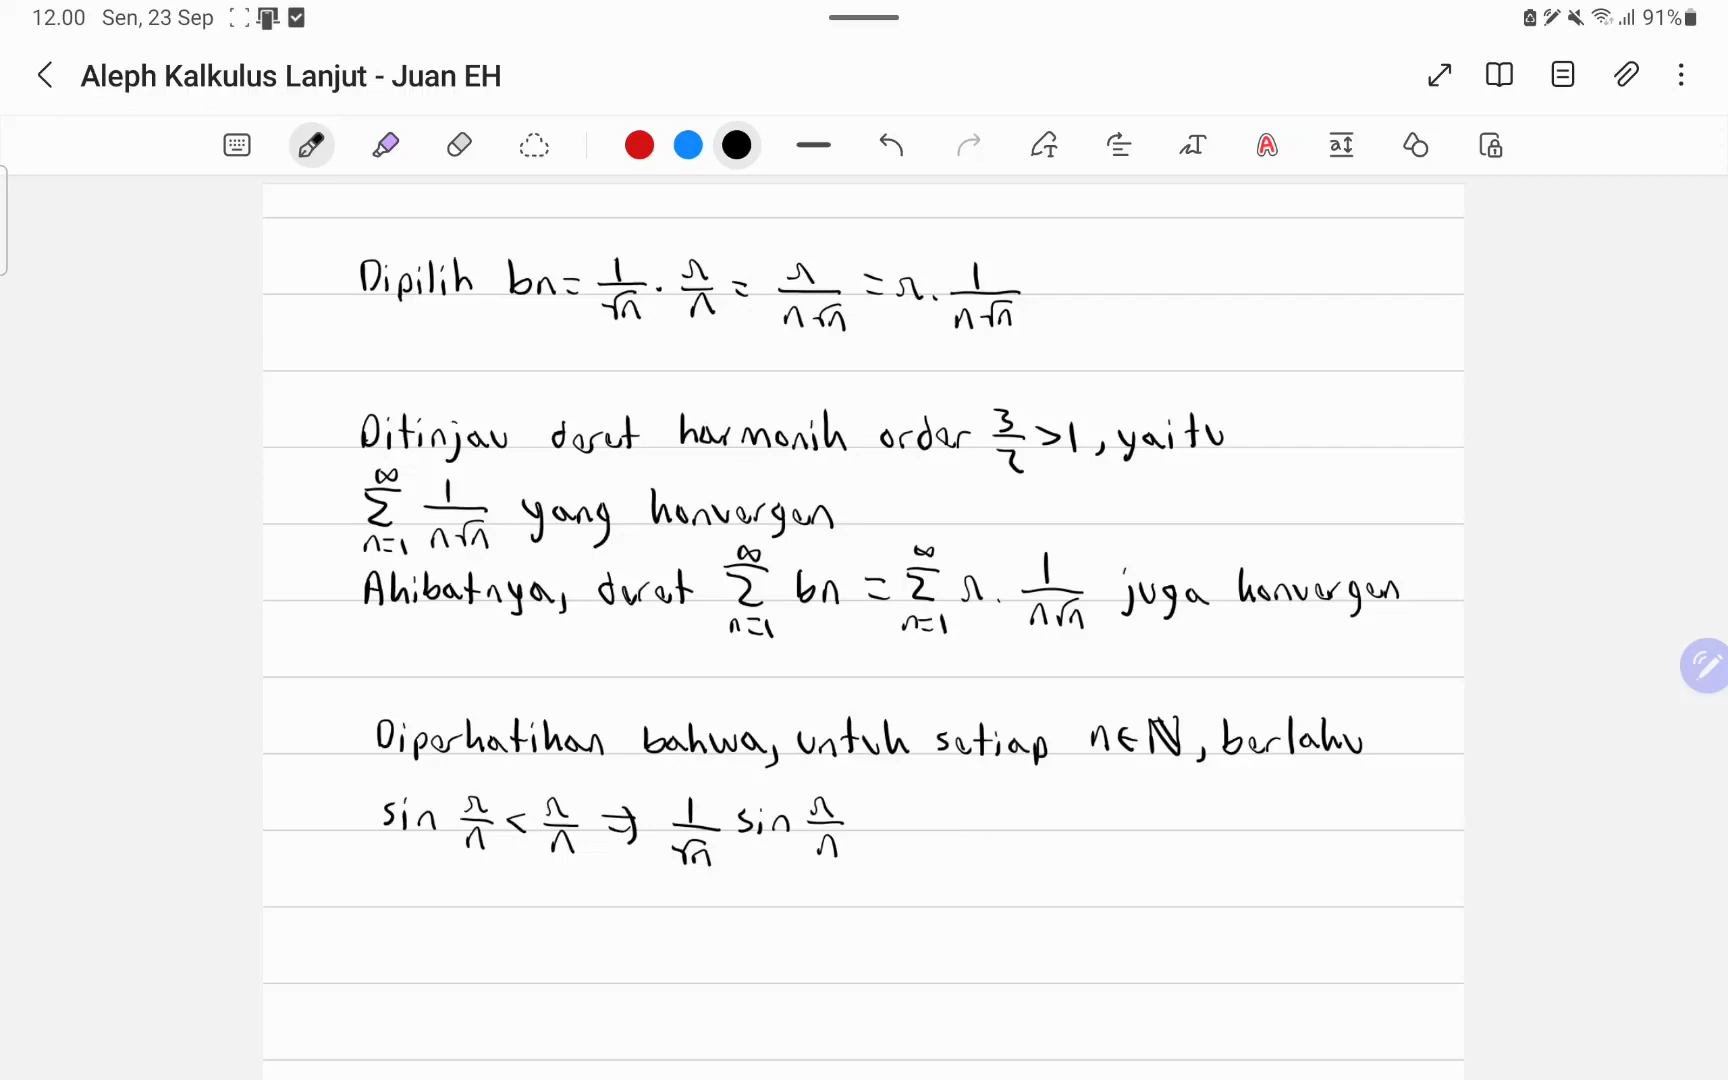 12.00 Sen, 23 Sep 91%
Aleph Kalkulus Lanjut - Juan EH
Dipilih bn = 1/√n . π/n = π/(n√n) = π . 1/(n√n)
Ditinjau deret harmonik order 3/2 > 1, yaitu
∑_{n=1}^{∞} 1/(n√n) yang konvergen
Akibatnya, deret ∑_{n=1}^{∞} bn = ∑_{n=1}^{∞} π . 1/(n√n) juga konvergen
Diperhatikan bahwa, untuk setiap n ∈ ℕ, berlaku
sin π/n < π/n ⇒ 1/√n sin π/n